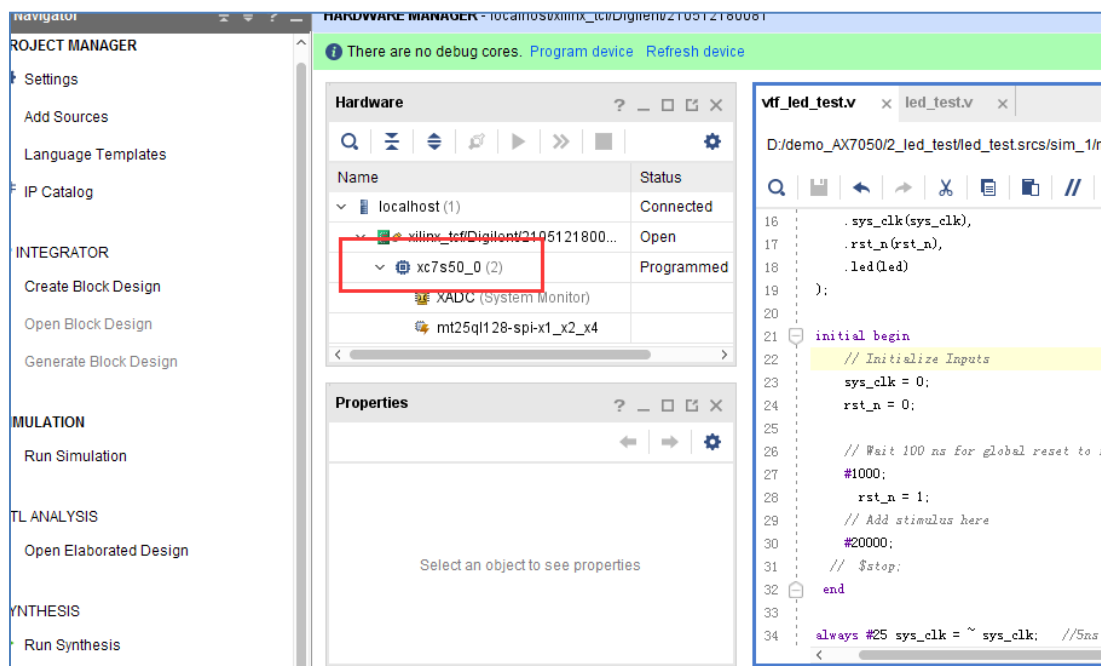 Navigator
HARDWARE MANAGER - localhost/xilinx_tcf/Digilent/210512180081
ROJECT MANAGER
Settings
Add Sources
Language Templates
IP Catalog
INTEGRATOR
Create Block Design
Open Block Design
Generate Block Design
MULATION
Run Simulation
TL ANALYSIS
Open Elaborated Design
YNTHESIS
Run Synthesis
There are no debug cores. Program device Refresh device
Hardware
Name Status
localhost (1) Connected
xilinx_tcf/Digilent/2105121800... Open
xc7s50_0 (2) Programmed
XADC (System Monitor)
mt25ql128-spi-x1_x2_x4
Properties
Select an object to see properties
vtf_led_test.v led_test.v
D:/demo_AX7050/2_led_test/led_test.srcs/sim_1/
16 .sys_clk(sys_clk),
17 .rst_n(rst_n),
18 .led(led)
19 );
20
21 initial begin
22 // Initialize Inputs
23 sys_clk = 0;
24 rst_n = 0;
25
26 // Wait 100 ns for global reset to
27 #1000;
28 rst_n = 1;
29 // Add stimulus here
30 #20000;
31 // $stop;
32 end
33
34 always #25 sys_clk = ~ sys_clk; //5ns